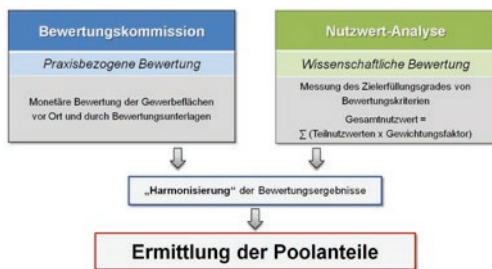 Bewertungskommission
Praxisbezogene Bewertung
Monetäre Bewertung der Gewerbeflächen
vor Ort und durch Bewertungsunterlagen
Nutzwert-Analyse
Wissenschaftliche Bewertung
Messung des Zielerfüllungsgrades von
Bewertungskriterien
Gesamtnutzwert =
∑ (Teilnutzwerten x Gewichtungsfaktor)
„Harmonisierung“ der Bewertungsergebnisse
Ermittlung der Poolanteile